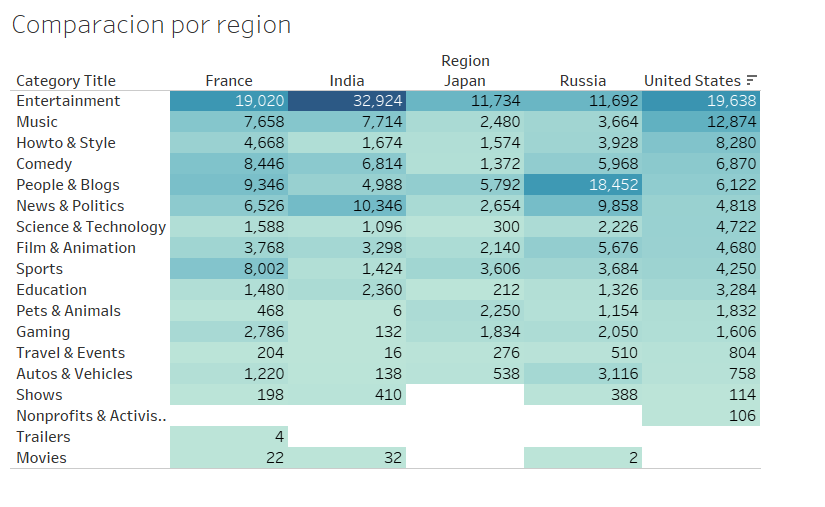 Comparacion por region
Region
Category Title France India Japan Russia United States
Entertainment 19,020 32,924 11,734 11,692 19,638
Music 7,658 7,714 2,480 3,664 12,874
Howto & Style 4,668 1,674 1,574 3,928 8,280
Comedy 8,446 6,814 1,372 5,968 6,870
People & Blogs 9,346 4,988 5,792 18,452 6,122
News & Politics 6,526 10,346 2,654 9,858 4,818
Science & Technology 1,588 1,096 300 2,226 4,722
Film & Animation 3,768 3,298 2,140 5,676 4,680
Sports 8,002 1,424 3,606 3,684 4,250
Education 1,480 2,360 212 1,326 3,284
Pets & Animals 468 6 2,250 1,154 1,832
Gaming 2,786 132 1,834 2,050 1,606
Travel & Events 204 16 276 510 804
Autos & Vehicles 1,220 138 538 3,116 758
Shows 198 410 388 114
Nonprofits & Activis.. 106
Trailers 4
Movies 22 32 2